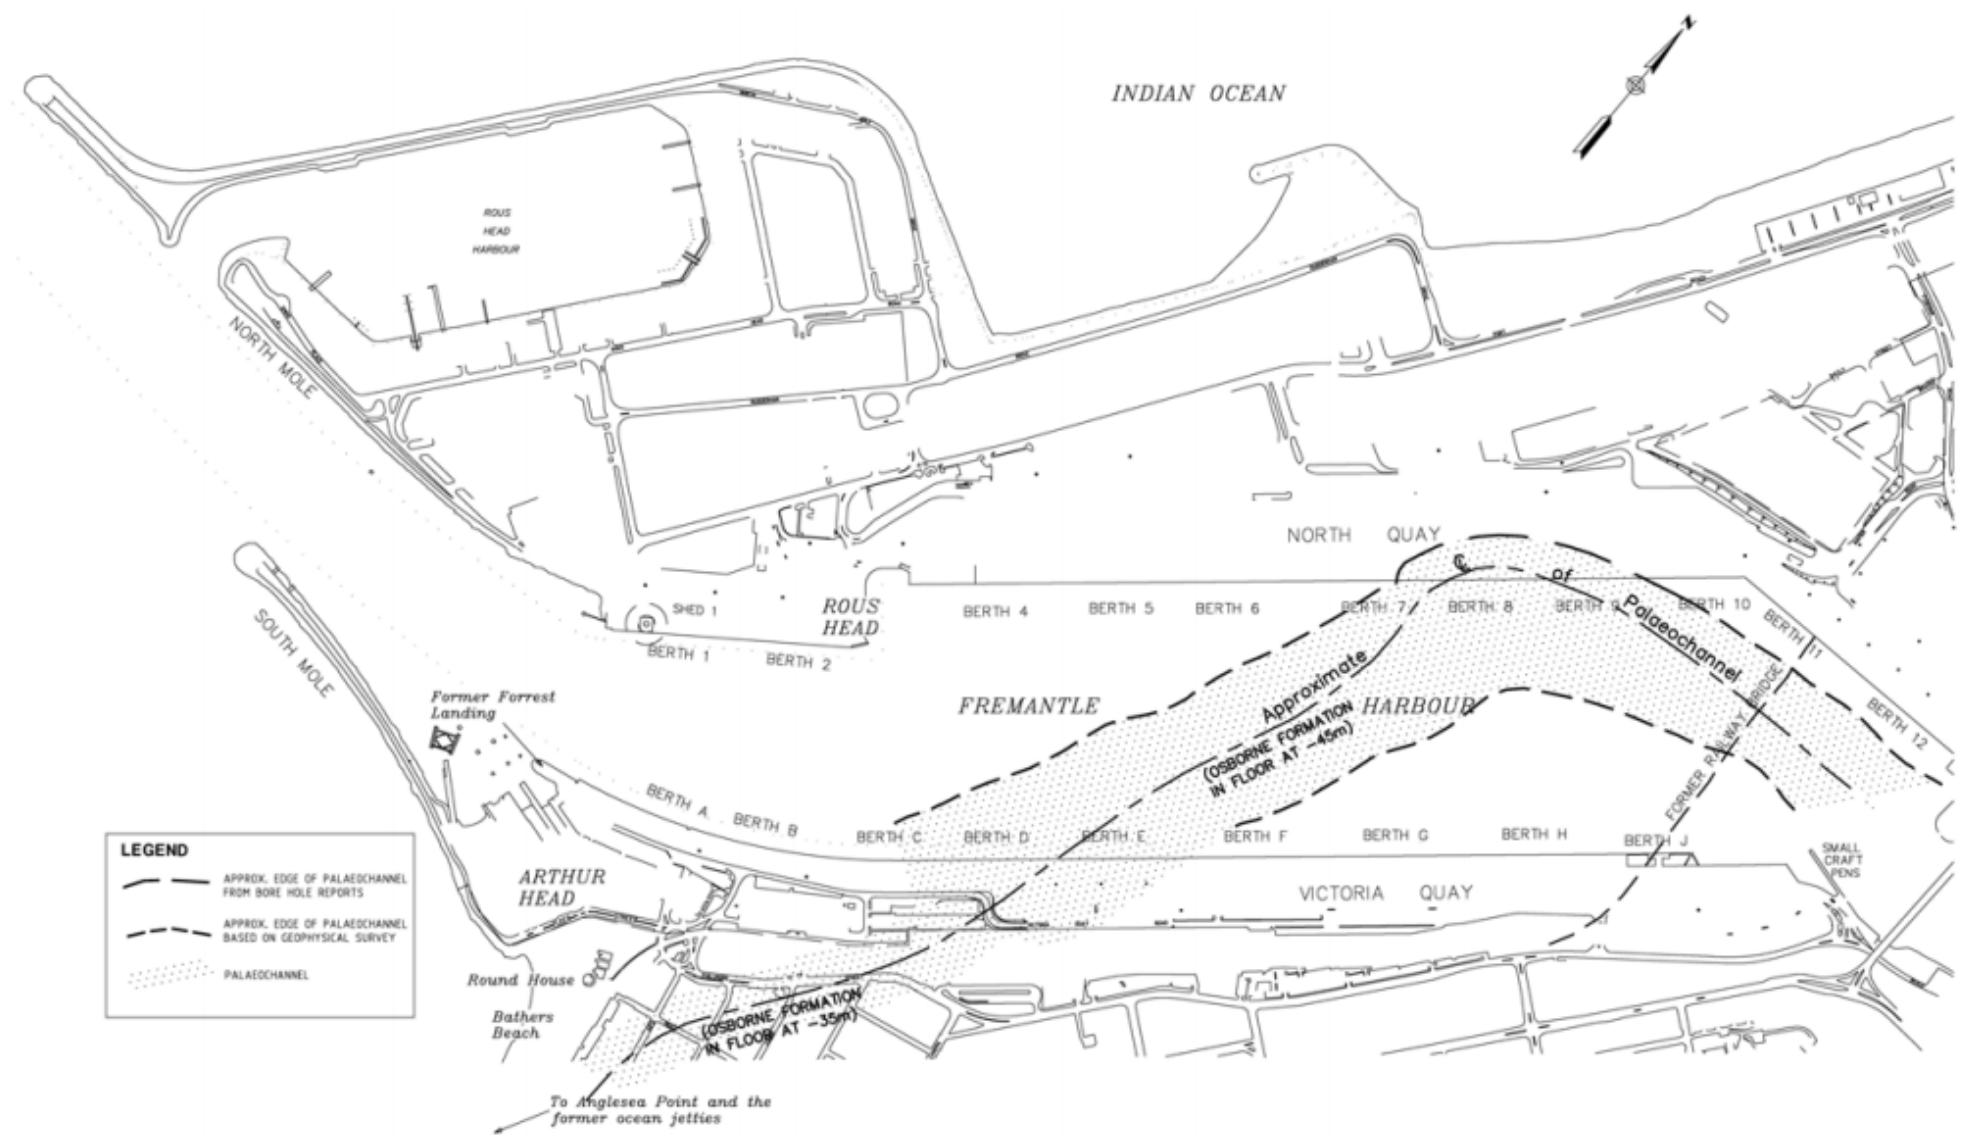 N
INDIAN OCEAN
ROUS
HEAD
HARBOUR
NORTH MOLE
SOUTH MOLE
NORTH QUAY
℄ of
Palaeochannel
SHED 1
ROUS
HEAD
BERTH 1
BERTH 2
BERTH 4
BERTH 5
BERTH 6
BERTH 7
BERTH 8
BERTH 9
BERTH 10
BERTH 11
BERTH 12
Former Forrest
Landing
FREMANTLE HARBOUR
Approximate
(OSBORNE FORMATION
IN FLOOR AT -45m)
FORMER RAILWAY BRIDGE
BERTH A
BERTH B
BERTH C
BERTH D
BERTH E
BERTH F
BERTH G
BERTH H
BERTH J
SMALL
CRAFT
PENS
ARTHUR
HEAD
VICTORIA QUAY
Round House
Bathers
Beach
(OSBORNE FORMATION
IN FLOOR AT -35m)
To Anglesea Point and the
former ocean jetties
LEGEND
APPROX. EDGE OF PALAEOCHANNEL
FROM BORE HOLE REPORTS
APPROX. EDGE OF PALAEOCHANNEL
BASED ON GEOPHYSICAL SURVEY
PALAEOCHANNEL